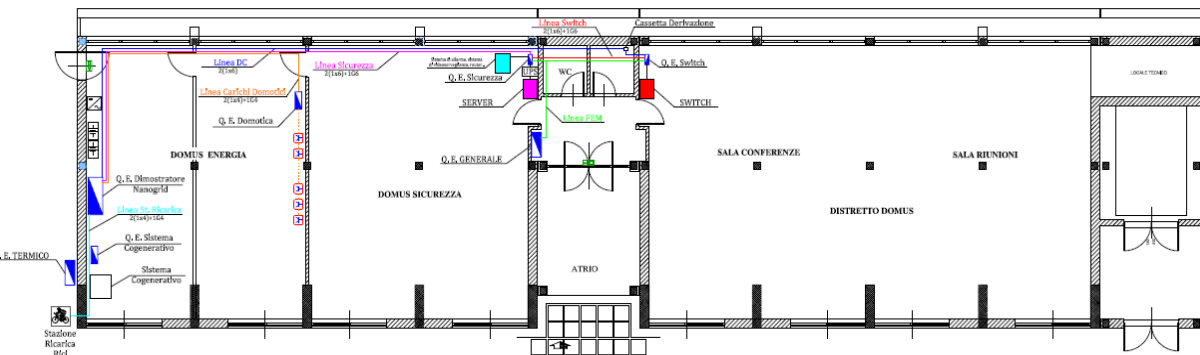 Linea Switch
2(1x6)+1G6
Cassetta Derivazione
Linea DC
2(1x6)
Linea Sicurezza
2(1x6)+1G6
Q. E. Sicurezza
UPS
WC
Q. E. Switch
LOCALE TECNICO
Linea Carichi Domotici
2(1x4)+1G4
Q. E. Domotica
SERVER
SWITCH
Linea FEM
DOMUS ENERGIA
Q. E. GENERALE
SALA CONFERENZE
SALA RIUNIONI
Q. E. Dimostratore
Nanogrid
DOMUS SICUREZZA
Linea St. Ricarica
2(1x4)+1G4
DISTRETTO DOMUS
Q. E. Sistema
Cogenerativo
. E. TERMICO
Sistema
Cogenerativo
ATRIO
Stazione
Ricarica
Bici